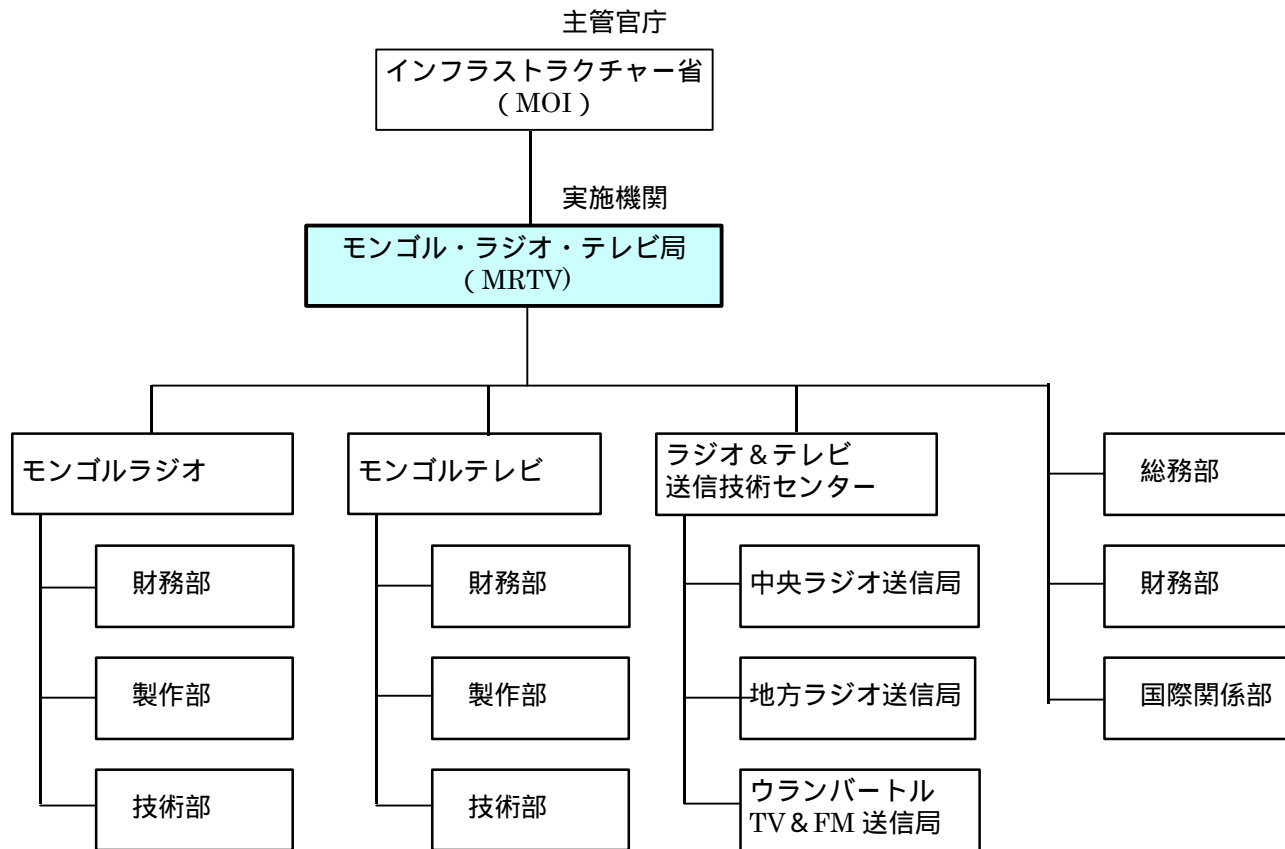 主管官庁
インフラストラクチャー省
( MOI )
実施機関
モンゴル・ラジオ・テレビ局
( MRTV)
モンゴルラジオ
財務部
製作部
技術部
モンゴルテレビ
財務部
製作部
技術部
ラジオ&テレビ
送信技術センター
中央ラジオ送信局
地方ラジオ送信局
ウランバートル
TV&FM 送信局
総務部
財務部
国際関係部